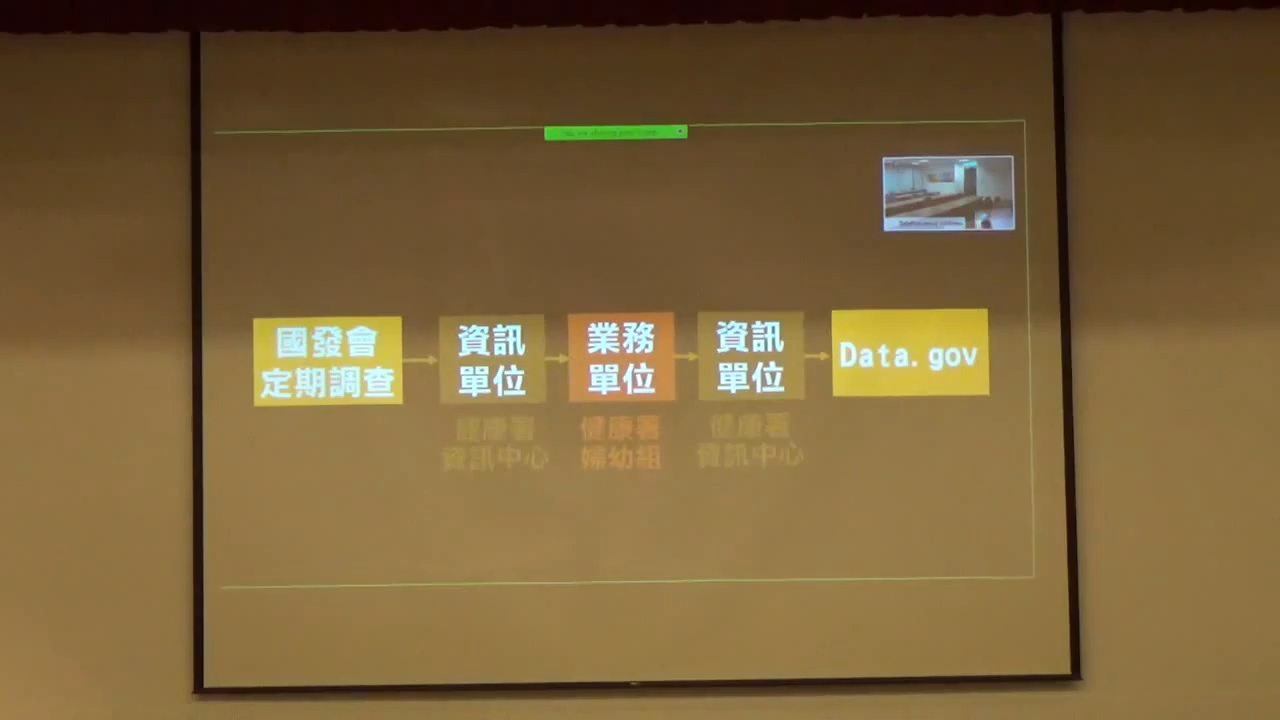 國發會
定期調查
資訊
單位
業務
單位
資訊
單位
Data.gov
健康署
資訊中心
健康署
婦幼組
健康署
資訊中心